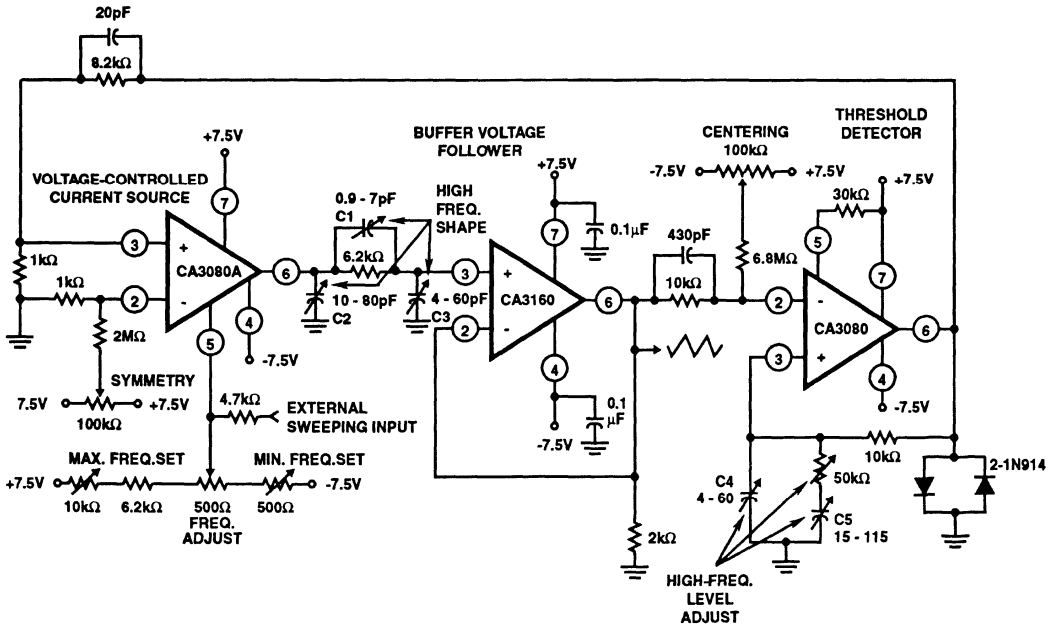 20pF
8.2kΩ
THRESHOLD
DETECTOR
BUFFER VOLTAGE
FOLLOWER
CENTERING
100kΩ
-7.5V
+7.5V
+7.5V
+7.5V
+7.5V
VOLTAGE-CONTROLLED
CURRENT SOURCE
7
0.9 - 7pF
C1
HIGH
FREQ.
SHAPE
7
0.1µF
430pF
30kΩ
5
7
3
+
CA3080A
6
6.2kΩ
3
+
CA3160
6
10kΩ
6.8MΩ
2
-
CA3080
6
1kΩ
1kΩ
2
-
10 - 80pF
C2
4 - 60pF
C3
2
-
3
+
2MΩ
5
4
-7.5V
4
-7.5V
0.1
µF
4
-7.5V
SYMMETRY
7.5V
+7.5V
100kΩ
4.7kΩ
EXTERNAL
SWEEPING INPUT
MAX. FREQ.SET
MIN. FREQ.SET
+7.5V
-7.5V
10kΩ
6.2kΩ
500Ω
500Ω
FREQ.
ADJUST
2kΩ
10kΩ
2-1N914
C4
4 - 60
50kΩ
C5
15 - 115
HIGH-FREQ.
LEVEL
ADJUST